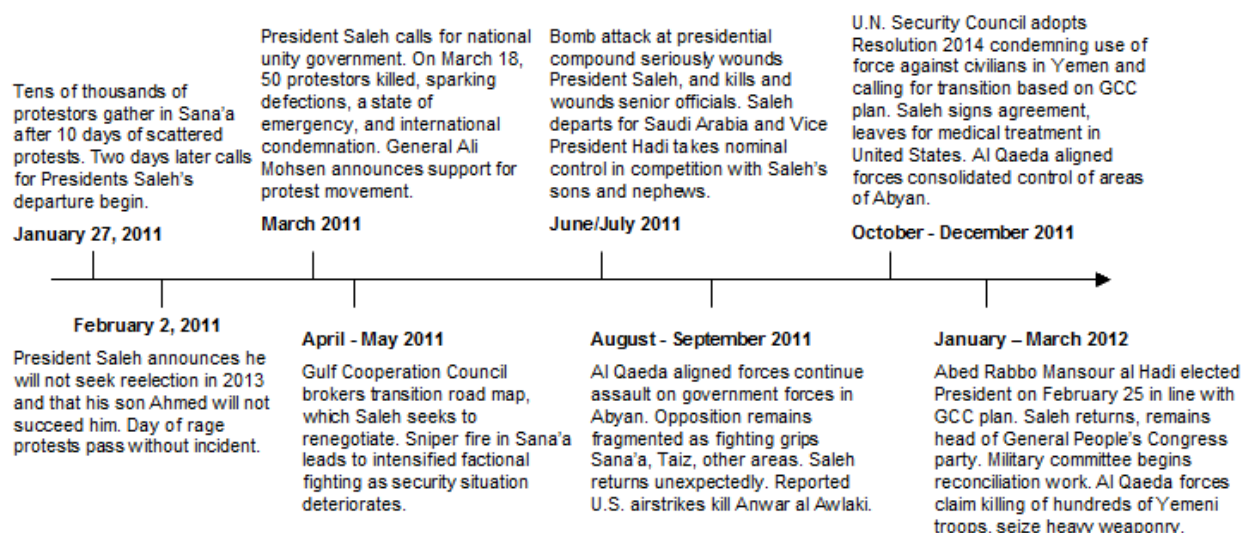 Tens of thousands of
protestors gather in Sana'a
after 10 days of scattered
protests. Two days later calls
for Presidents Saleh's
departure begin.
January 27, 2011
February 2, 2011
President Saleh announces he
will not seek reelection in 2013
and that his son Ahmed will not
succeed him. Day of rage
protests pass without incident.
President Saleh calls for national
unity government. On March 18,
50 protestors killed, sparking
defections, a state of
emergency, and international
condemnation. General Ali
Mohsen announces support for
protest movement.
March 2011
April - May 2011
Gulf Cooperation Council
brokers transition road map,
which Saleh seeks to
renegotiate. Sniper fire in Sana'a
leads to intensified factional
fighting as security situation
deteriorates.
Bomb attack at presidential
compound seriously wounds
President Saleh, and kills and
wounds senior officials. Saleh
departs for Saudi Arabia and Vice
President Hadi takes nominal
control in competition with Saleh's
sons and nephews.
June/July 2011
August - September 2011
Al Qaeda aligned forces continue
assault on government forces in
Abyan. Opposition remains
fragmented as fighting grips
Sana'a, Taiz, other areas. Saleh
returns unexpectedly. Reported
U.S. airstrikes kill Anwar al Awlaki.
U.N. Security Council adopts
Resolution 2014 condemning use of
force against civilians in Yemen and
calling for transition based on GCC
plan. Saleh signs agreement,
leaves for medical treatment in
United States. Al Qaeda aligned
forces consolidated control of areas
of Abyan.
October - December 2011
January – March 2012
Abed Rabbo Mansour al Hadi elected
President on February 25 in line with
GCC plan. Saleh returns, remains
head of General People's Congress
party. Military committee begins
reconciliation work. Al Qaeda forces
claim killing of hundreds of Yemeni
troops, seize heavy weaponry.